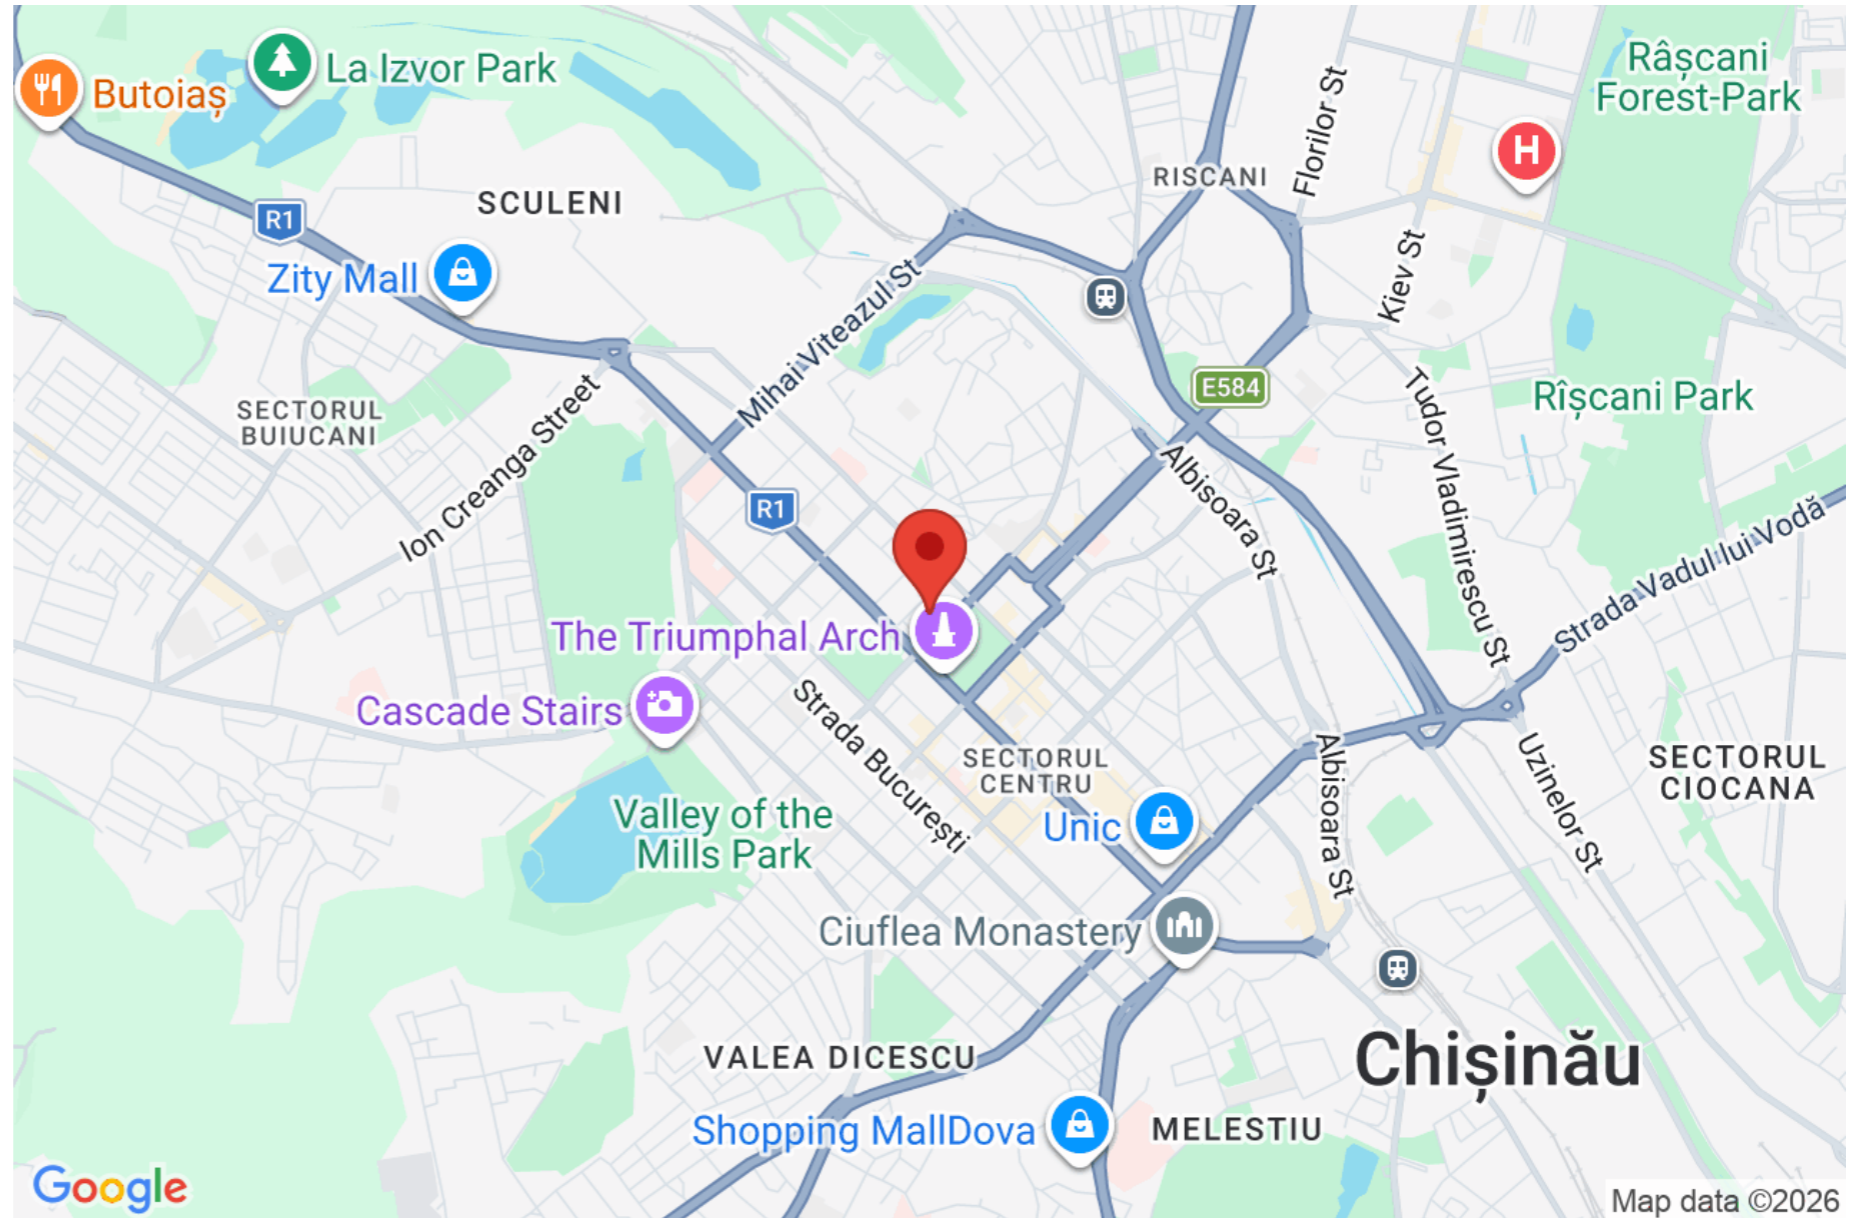 La Izvor Park
Butoiaș
Râșcani
Forest-Park
Florilor St
H
RISCANI
SCULENI
R1
Zity Mall
Kiev St
Mihai Viteazul St
E584
SECTORUL
BUIUCANI
Ion Creanga Street
Rîșcani Park
Tudor Vladimirescu St
Albisoara St
R1
Strada Vadul lui Vodă
The Triumphal Arch
Cascade Stairs
Strada București
SECTORUL
CENTRU
Albisoara St
Uzinelor St
SECTORUL
CIOCANA
Valley of the
Mills Park
Unic
Ciuflea Monastery
VALEA DICESCU
Chișinău
Shopping MallDova
MELESTIU
Google
Map data ©2026